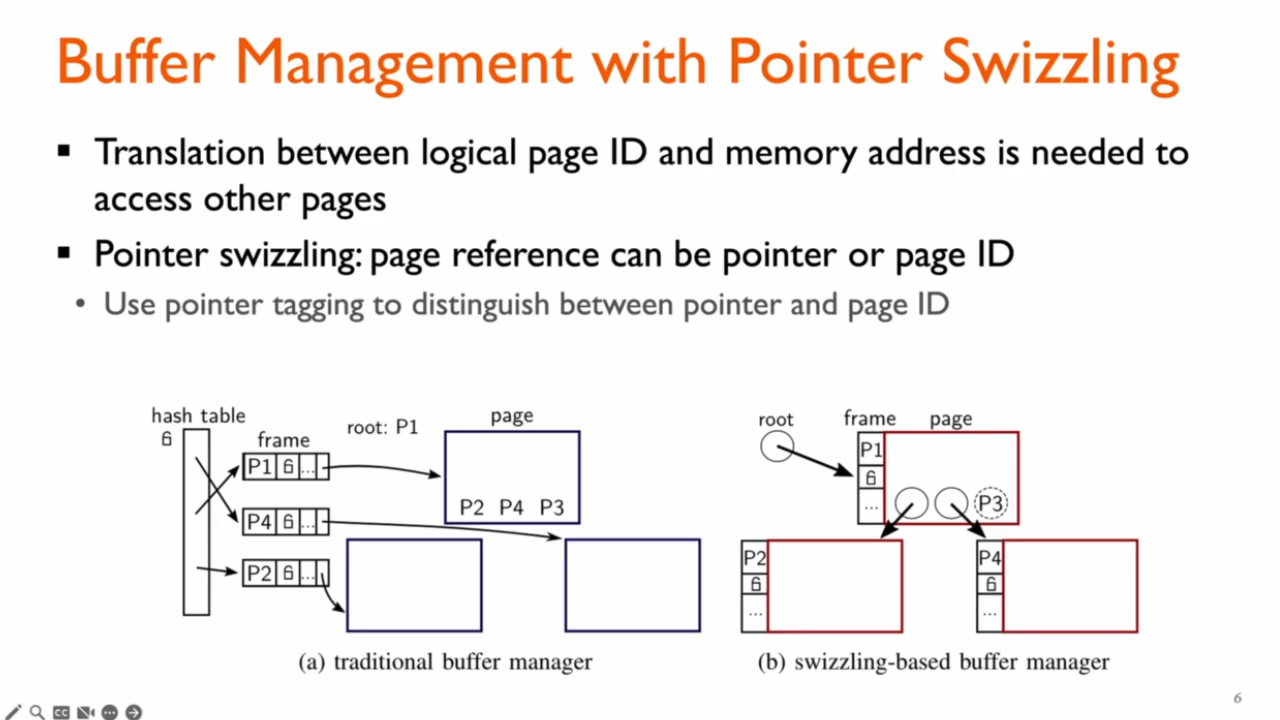 Buffer Management with Pointer Swizzling
▪ Translation between logical page ID and memory address is needed to
access other pages
▪ Pointer swizzling: page reference can be pointer or page ID
• Use pointer tagging to distinguish between pointer and page ID
hash table
frame
root: P1
page
P1 ...
P2 P4 P3
P4 ...
P2 ...
(a) traditional buffer manager
root
frame
page
P1
...
P3
P2
...
P4
...
(b) swizzling-based buffer manager
6